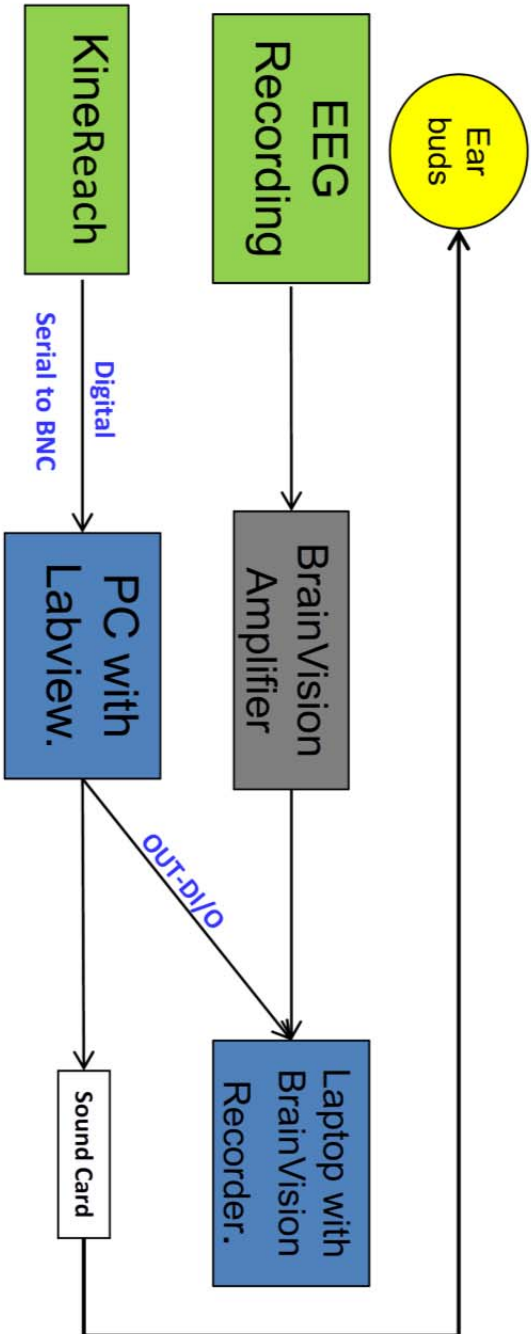 Ear
buds
EEG
Recording
BrainVision
Amplifier
Laptop with
BrainVision
Recorder.
KineReach
Digital
Serial to BNC
PC with
Labview.
OUT-DI/O
Sound Card